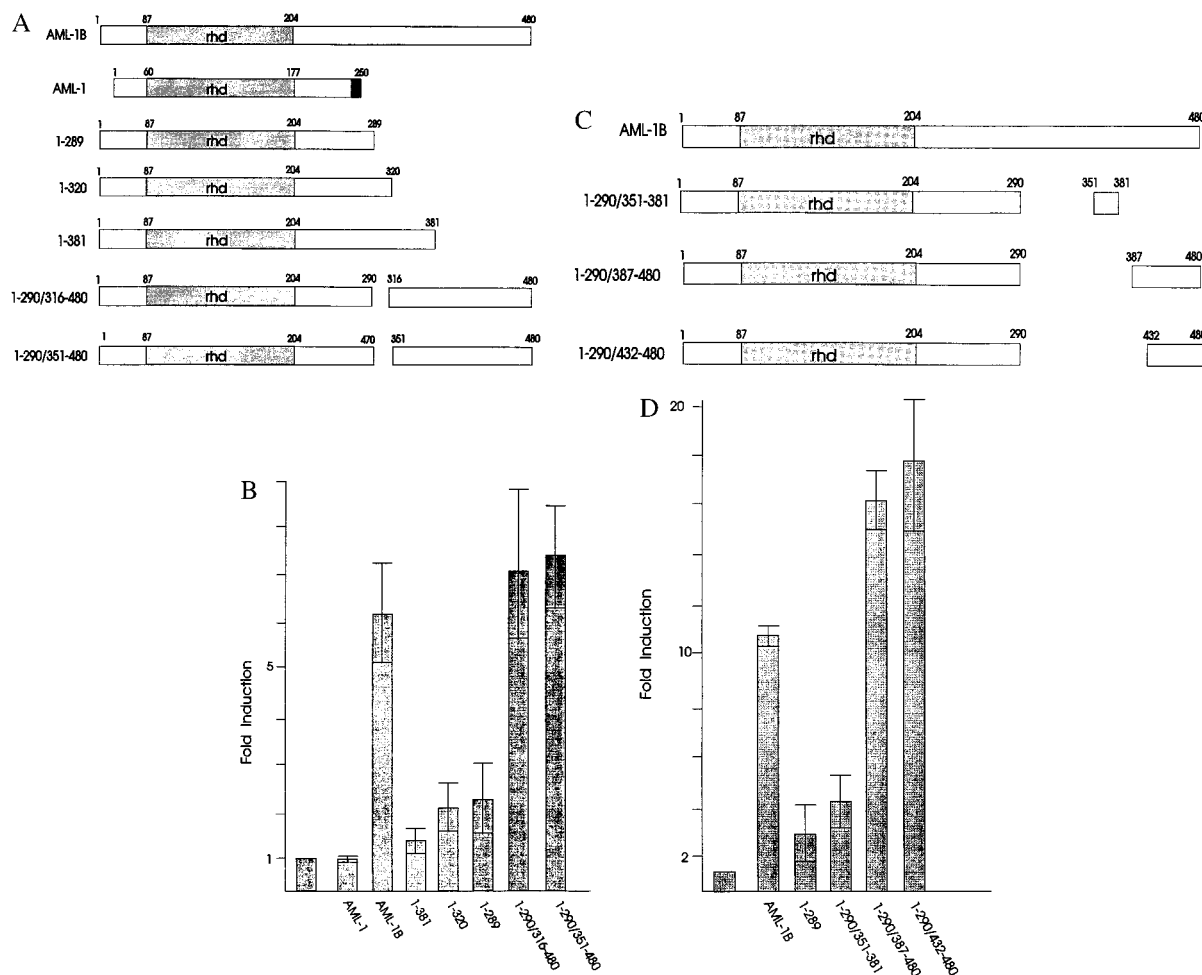 A
1 87 204 480
AML-1B rhd
1 60 177 250
AML-1 rhd
1 87 204 289
1-289 rhd
1 87 204 320
1-320 rhd
1 87 204 381
1-381 rhd
1 87 204 290 316 480
1-290/316-480 rhd
1 87 204 470 351 480
1-290/351-480 rhd
C
1 87 204 480
AML-1B rhd
1 87 204 290 351 381
1-290/351-381 rhd
1 87 204 290 387 480
1-290/387-480 rhd
1 87 204 290 432 480
1-290/432-480 rhd
B
Fold Induction
5
1
AML-1
AML-1B
1-381
1-320
1-289
1-290/316-480
1-290/351-480
D
Fold Induction
20
10
2
AML-1B
1-289
1-290/351-381
1-290/387-480
1-290/432-480